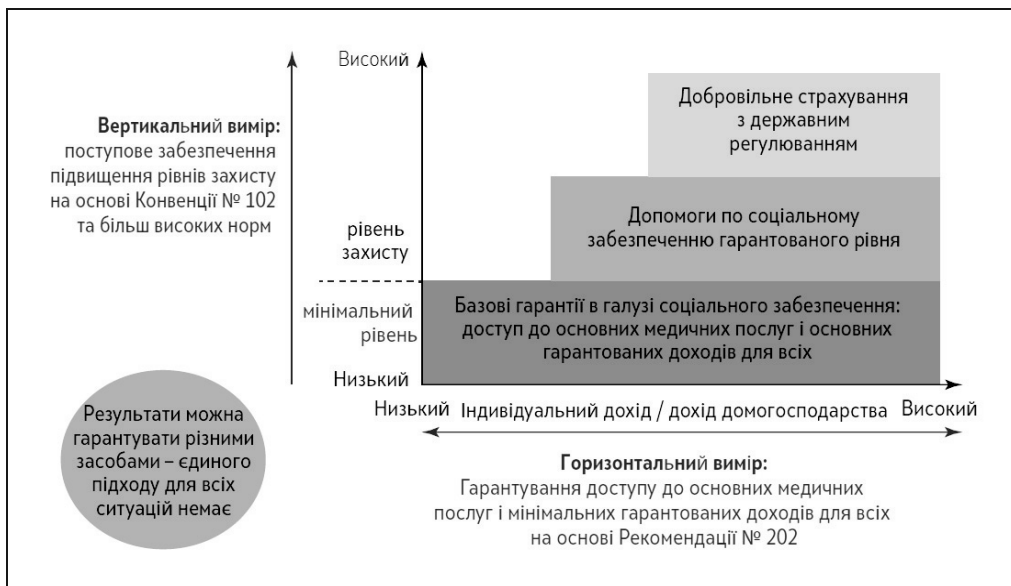 Високий
Вертикальний вимір:
поступове забезпечення
підвищення рівнів захисту
на основі Конвенції № 102
та більш високих норм
Добровільне страхування
з державним
регулюванням
Допомоги по соціальному
забезпеченню гарантованого рівня
рівень
захисту
мінімальний
рівень
Базові гарантії в галузі соціального забезпечення:
доступ до основних медичних послуг і основних
гарантованих доходів для всіх
Низький
Низький Індивідуальний дохід / дохід домогосподарства Високий
Результати можна
гарантувати різними
засобами – єдиного
підходу для всіх
ситуацій немає
Горизонтальний вимір:
Гарантування доступу до основних медичних
послуг і мінімальних гарантованих доходів для всіх
на основі Рекомендації № 202